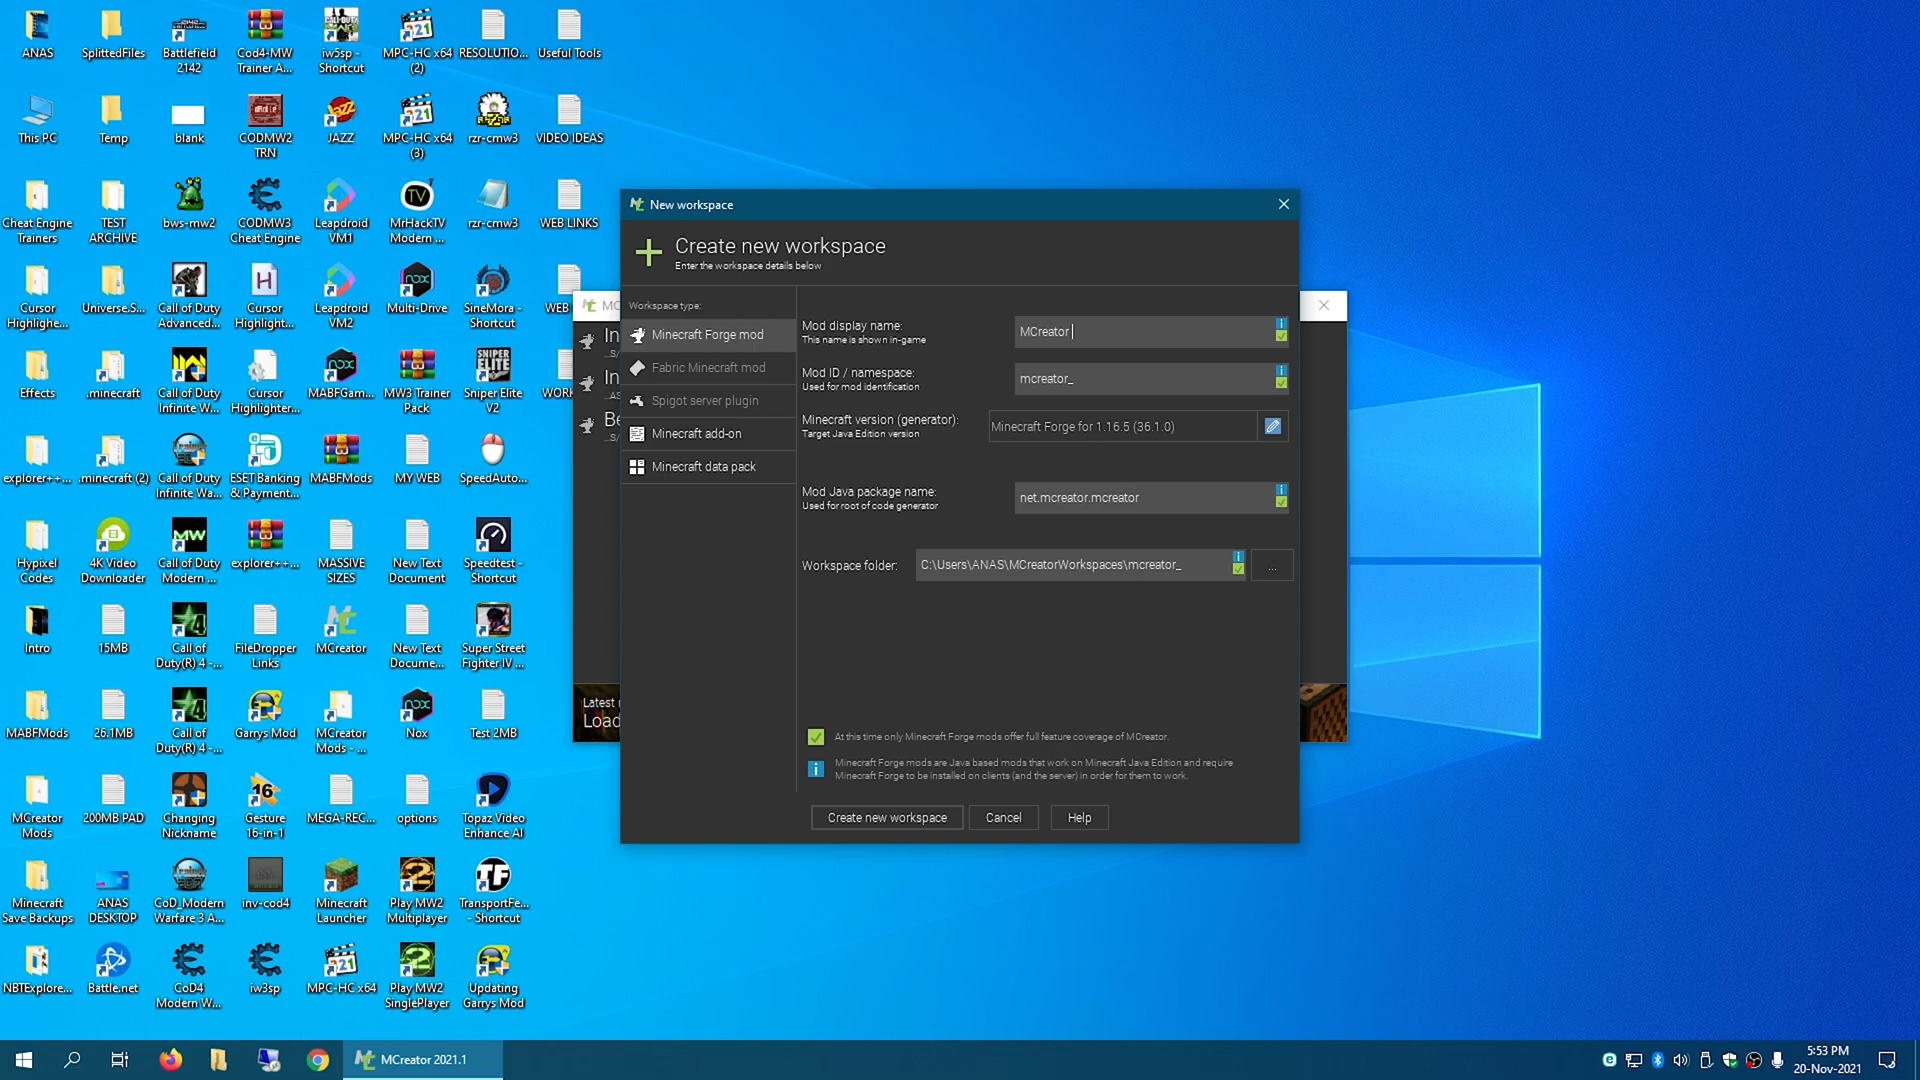 ANAS
SplittedFiles
Battlefield
2142
Cod4-MW
Trainer A...
iw5sp -
Shortcut
MPC-HC x64
(2)
RESOLUTIO...
Useful Tools
This PC
Temp
blank
CODMW2
TRN
JAZZ
MPC-HC x64
(3)
rzr-cmw3
VIDEO IDEAS
Cheat Engine
Trainers
TEST
ARCHIVE
bws-mw2
CODMW3
Cheat Engine
Leapdroid
VM1
MrHackTV
Modern ...
rzr-cmw3
WEB LINKS
Cursor
Highlighe...
Universe.S...
Call of Duty
Advanced...
Cursor
Highlight...
Leapdroid
VM2
Multi-Drive
SineMora -
Shortcut
WEB
Effects
.minecraft
Call of Duty
Infinite W...
Cursor
Highlighter...
MABFGam...
MW3 Trainer
Pack
Sniper Elite
V2
WORK
explorer++...
.minecraft (2)
Call of Duty
Infinite Wa...
ESET Banking
& Payment...
MABFMods
MY WEB
SpeedAuto...
Hypixel
Codes
4K Video
Downloader
Call of Duty
Modern ...
explorer++...
MASSIVE
SIZES
New Text
Document
Speedtest -
Shortcut
Intro
15MB
Call of
Duty(R) 4 -...
FileDropper
Links
MCreator
New Text
Docume...
Super Street
Fighter IV ...
MABFMods
26.1MB
Call of
Duty(R) 4 -...
Garrys Mod
MCreator
Mods - ...
Nox
Test 2MB
MCreator
Mods
200MB PAD
Changing
Nickname
Gesture
16-in-1
MEGA-REC...
options
Topaz Video
Enhance AI
Minecraft
Save Backups
ANAS
DESKTOP
CoD_Modern
Warfare 3 A...
inv-cod4
Minecraft
Launcher
Play MW2
Multiplayer
TransportFe...
- Shortcut
NBTExplore...
Battle.net
CoD4
Modern W...
iw3sp
MPC-HC x64
Play MW2
SinglePlayer
Updating
Garrys Mod
New workspace
Create new workspace
Enter the workspace details below
Workspace type:
Minecraft Forge mod
Fabric Minecraft mod
Spigot server plugin
Minecraft add-on
Minecraft data pack
Mod display name:
This name is shown in-game
MCreator
Mod ID / namespace:
Used for mod identification
mcreator_
Minecraft version (generator):
Target Java Edition version
Minecraft Forge for 1.16.5 (36.1.0)
Mod Java package name:
Used for root of code generator
net.mcreator.mcreator
Workspace folder:
C:\Users\ANAS\MCreatorWorkspaces\mcreator_
...
At this time only Minecraft Forge mods offer full feature coverage of MCreator.
Minecraft Forge mods are Java based mods that work on Minecraft Java Edition and require
Minecraft Forge to be installed on clients (and the server) in order for them to work.
Create new workspace
Cancel
Help
Latest
Load
MCreator 2021.1
5:53 PM
20-Nov-2021